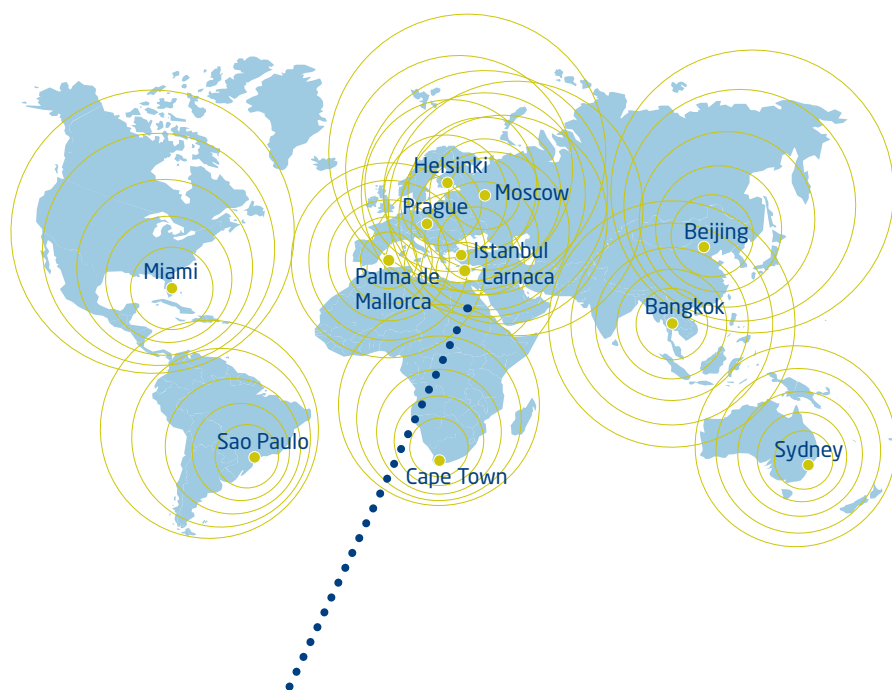 Helsinki
Moscow
Prague
Istanbul
Beijing
Miami
Palma de
Mallorca
Larnaca
Bangkok
Sao Paulo
Cape Town
Sydney